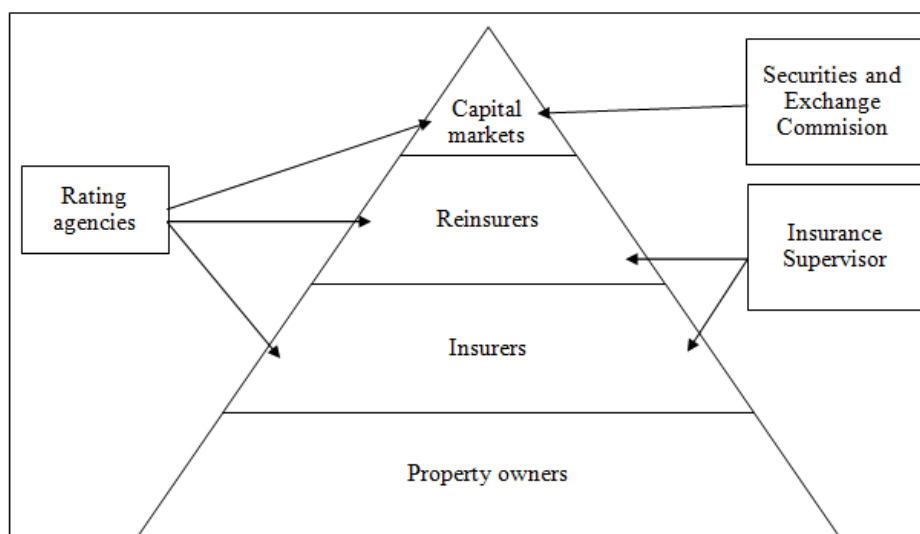 Capital
markets
Securities and
Exchange
Commision
Rating
agencies
Reinsurers
Insurance
Supervisor
Insurers
Property owners